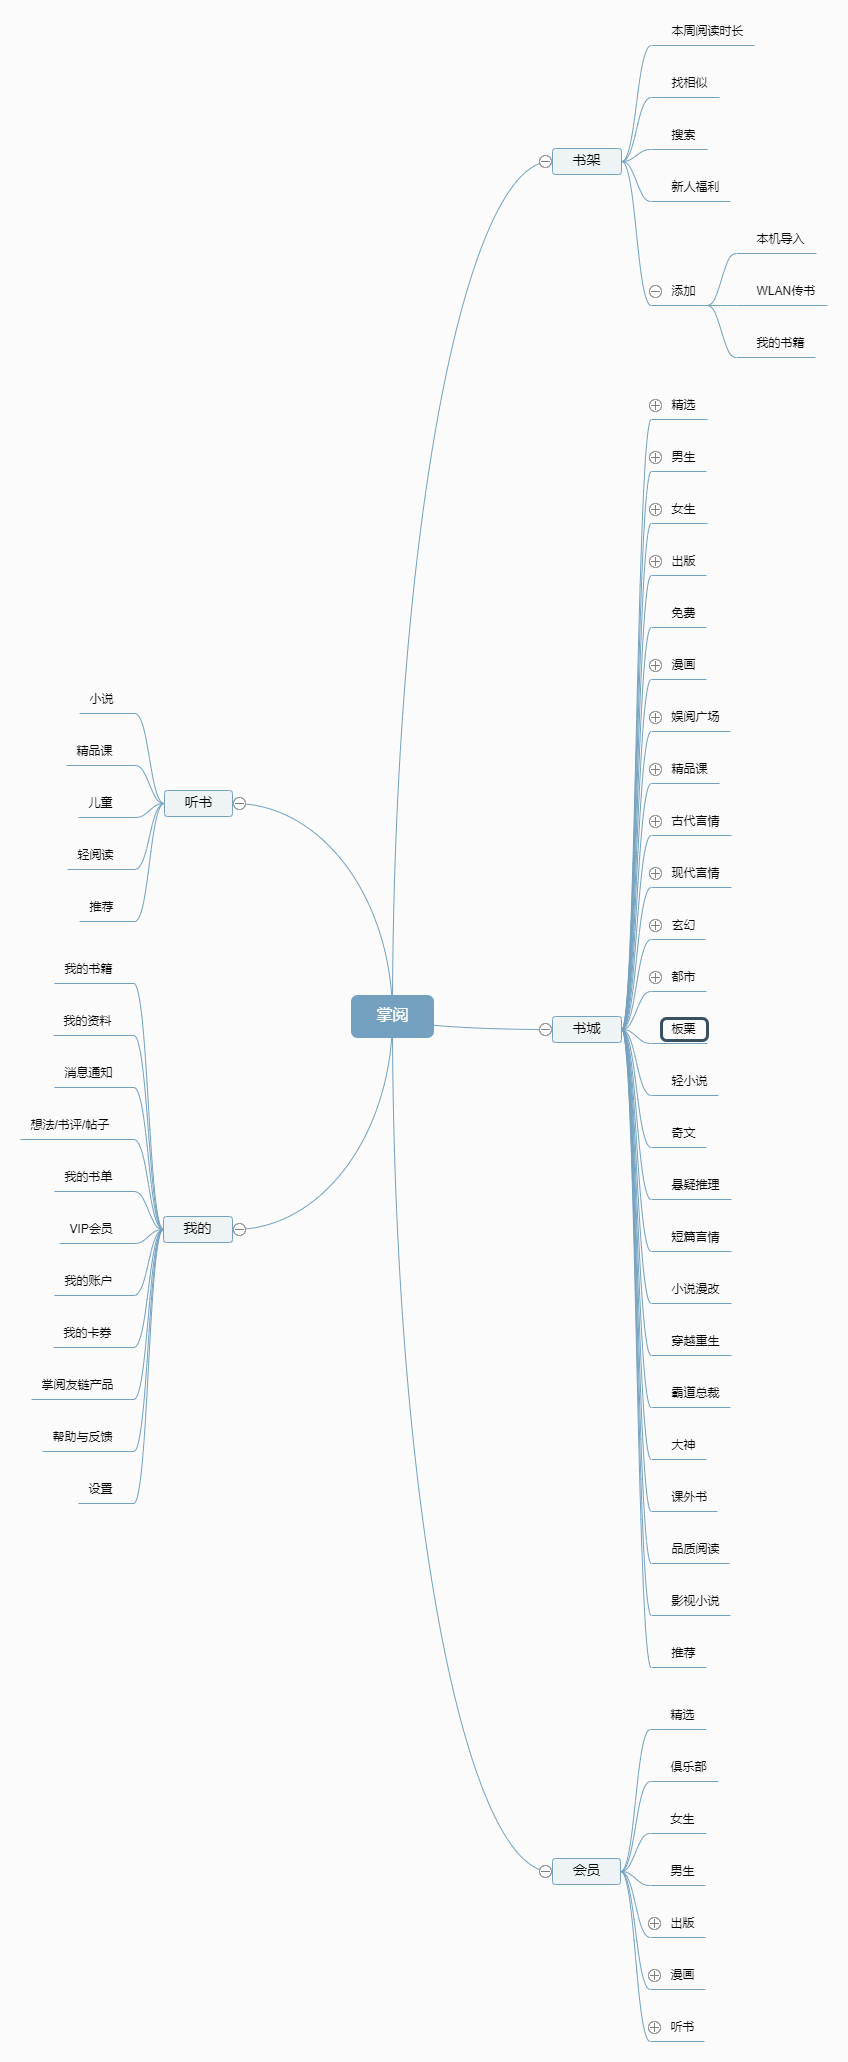 掌阅
书架
本周阅读时长
找相似
搜索
新人福利
添加
本机导入
WLAN传书
我的书籍
书城
精选
男生
女生
出版
免费
漫画
娱阅广场
精品课
古代言情
现代言情
玄幻
都市
板栗
轻小说
奇文
悬疑推理
短篇言情
小说漫改
穿越重生
霸道总裁
大神
课外书
品质阅读
影视小说
推荐
会员
精选
俱乐部
女生
男生
出版
漫画
听书
听书
小说
精品课
儿童
轻阅读
推荐
我的
我的书籍
我的资料
消息通知
想法/书评/帖子
我的书单
VIP会员
我的账户
我的卡券
掌阅友链产品
帮助与反馈
设置